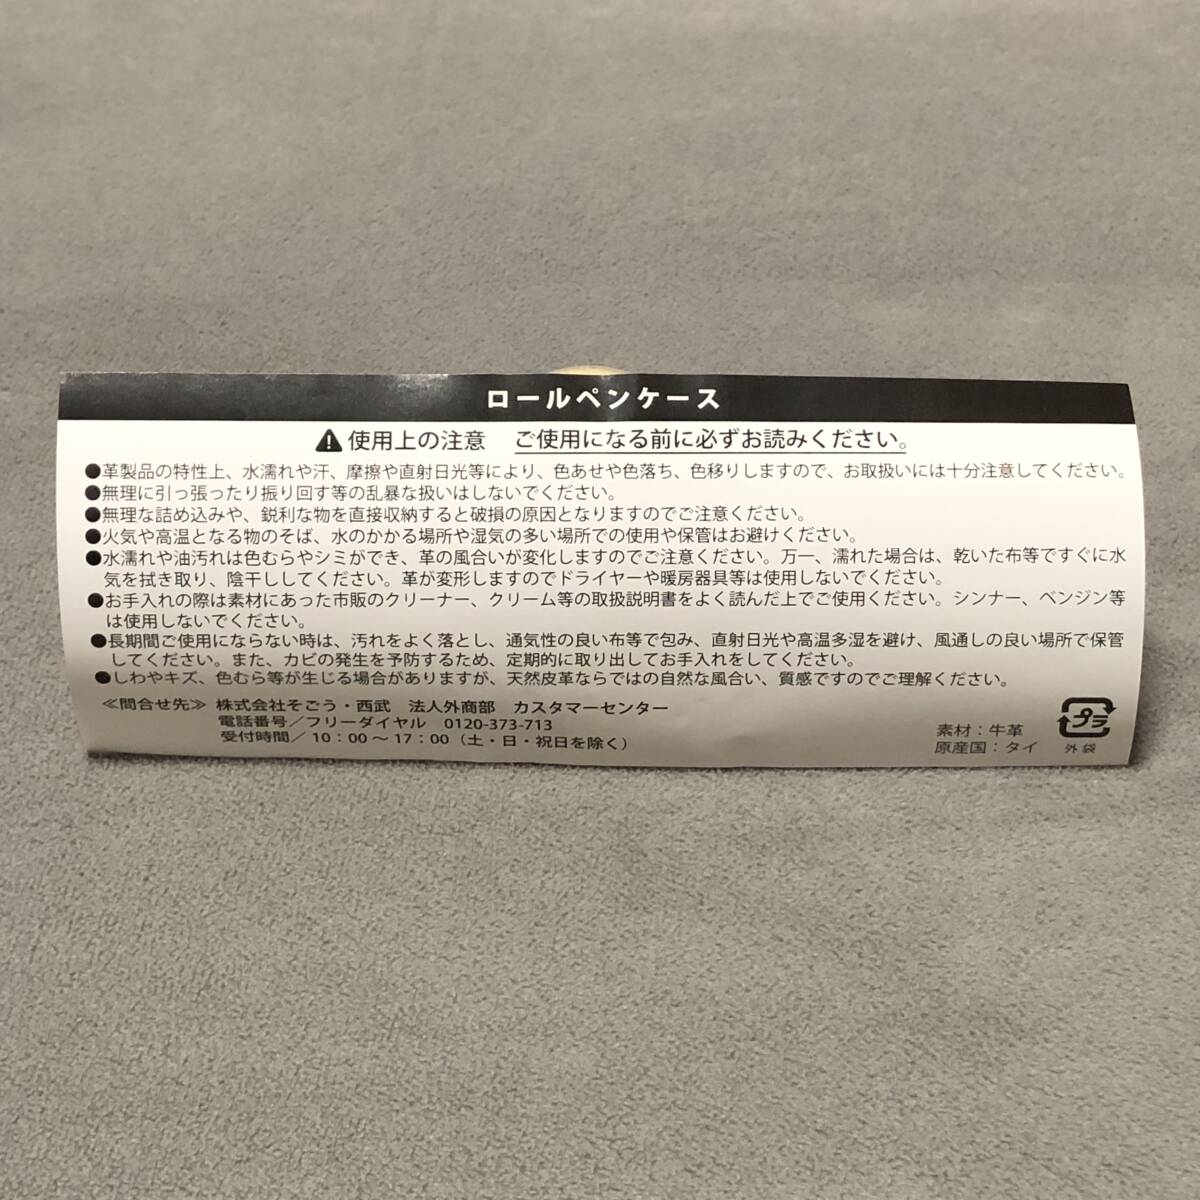 ロールペンケース
使用上の注意 ご使用になる前に必ずお読みください。
●革製品の特性上、水濡れや汗、摩擦や直射日光等により、色あせや色落ち、色移りしますので、お取扱いには十分注意してください。
●無理に引っ張ったり振り回す等の乱暴な扱いはしないでください。
●無理な詰め込みや、鋭利な物を直接収納すると破損の原因となりますのでご注意ください。
●火気や高温となる物のそば、水のかかる場所や湿気の多い場所での使用や保管はお避けください。
●水濡れや油汚れは色むらやシミができ、革の風合いが変化しますのでご注意ください。万一、濡れた場合は、乾いた布等ですぐに水
気を拭き取り、陰干ししてください。革が変形しますのでドライヤーや暖房器具等は使用しないでください。
●お手入れの際は素材にあった市販のクリーナー、クリーム等の取扱説明書をよく読んだ上でご使用ください。シンナー、ベンジン等
は使用しないでください。
●長期間ご使用にならない時は、汚れをよく落とし、通気性の良い布等で包み、直射日光や高温多湿を避け、風通しの良い場所で保管
してください。また、カビの発生を予防するため、定期的に取り出してお手入れをしてください。
●しわやキズ、色むら等が生じる場合がありますが、天然皮革ならではの自然な風合い、質感ですのでご理解ください。
≪問合せ先≫ 株式会社そごう・西武 法人外商部 カスタマーセンター
電話番号/フリーダイヤル 0120-373-713
受付時間/10:00～17:00(土・日・祝日を除く)
素材:牛革
原産国:タイ
プラ
外袋